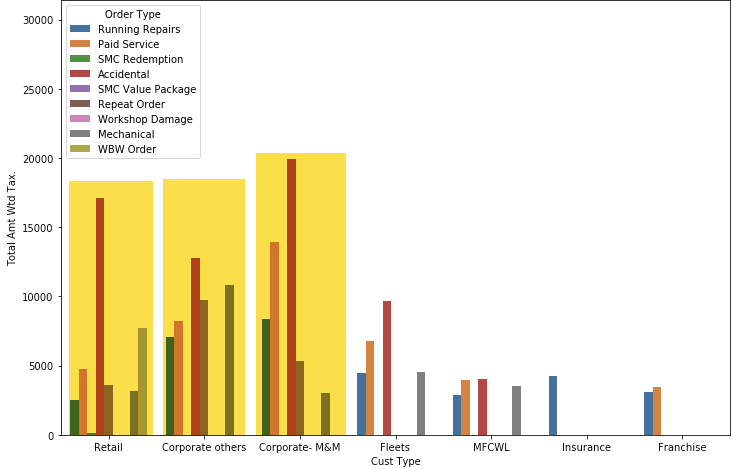 Order Type
Running Repairs
Paid Service
SMC Redemption
Accidental
SMC Value Package
Repeat Order
Workshop Damage
Mechanical
WBW Order
30000
25000
20000
15000
10000
5000
0
Total Amt Wtd Tax.
Retail Corporate others Corporate- M&M Fleets MFCWL Insurance Franchise
Cust Type